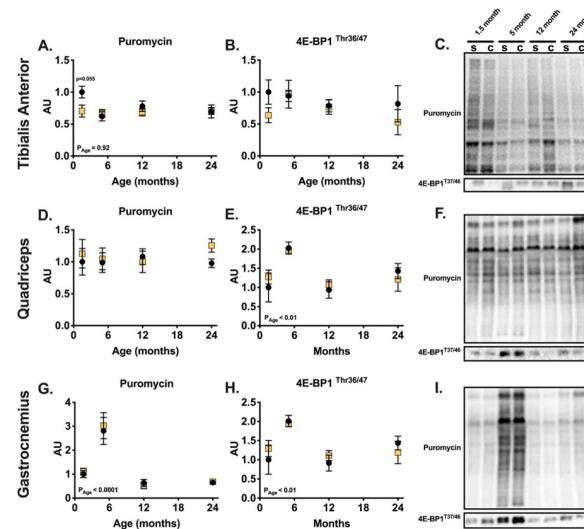 1.5 month 5 month 12 month 24 mont
S C S C S C S C
A. Puromycin
B. 4E-BP1 Thr36/47
C.
Tibialis Anterior
AU
2.0
1.5
1.0
0.5
0.0
p=0.055
P Age = 0.92
0 6 12 18 24
Age (months)
AU
2.0
1.5
1.0
0.5
0.0
0 6 12 18 24
Age (months)
Puromycin
4E-BP1 T37/46
D. Puromycin
E. 4E-BP1 Thr36/47
F.
Quadriceps
AU
1.5
1.0
0.5
0.0
0 6 12 18 24
Age (months)
AU
2.5
2.0
1.5
1.0
0.5
0.0
P Age < 0.01
0 6 12 18 24
Months
Puromycin
4E-BP1 T37/46
G. Puromycin
H. 4E-BP1 Thr36/47
I.
Gastrocnemius
AU
4
3
2
1
0
P Age < 0.0001
0 6 12 18 24
Age (months)
AU
2.5
2.0
1.5
1.0
0.5
0.0
P Age < 0.01
0 6 12 18 24
Months
Puromycin
4E-BP1 T37/46